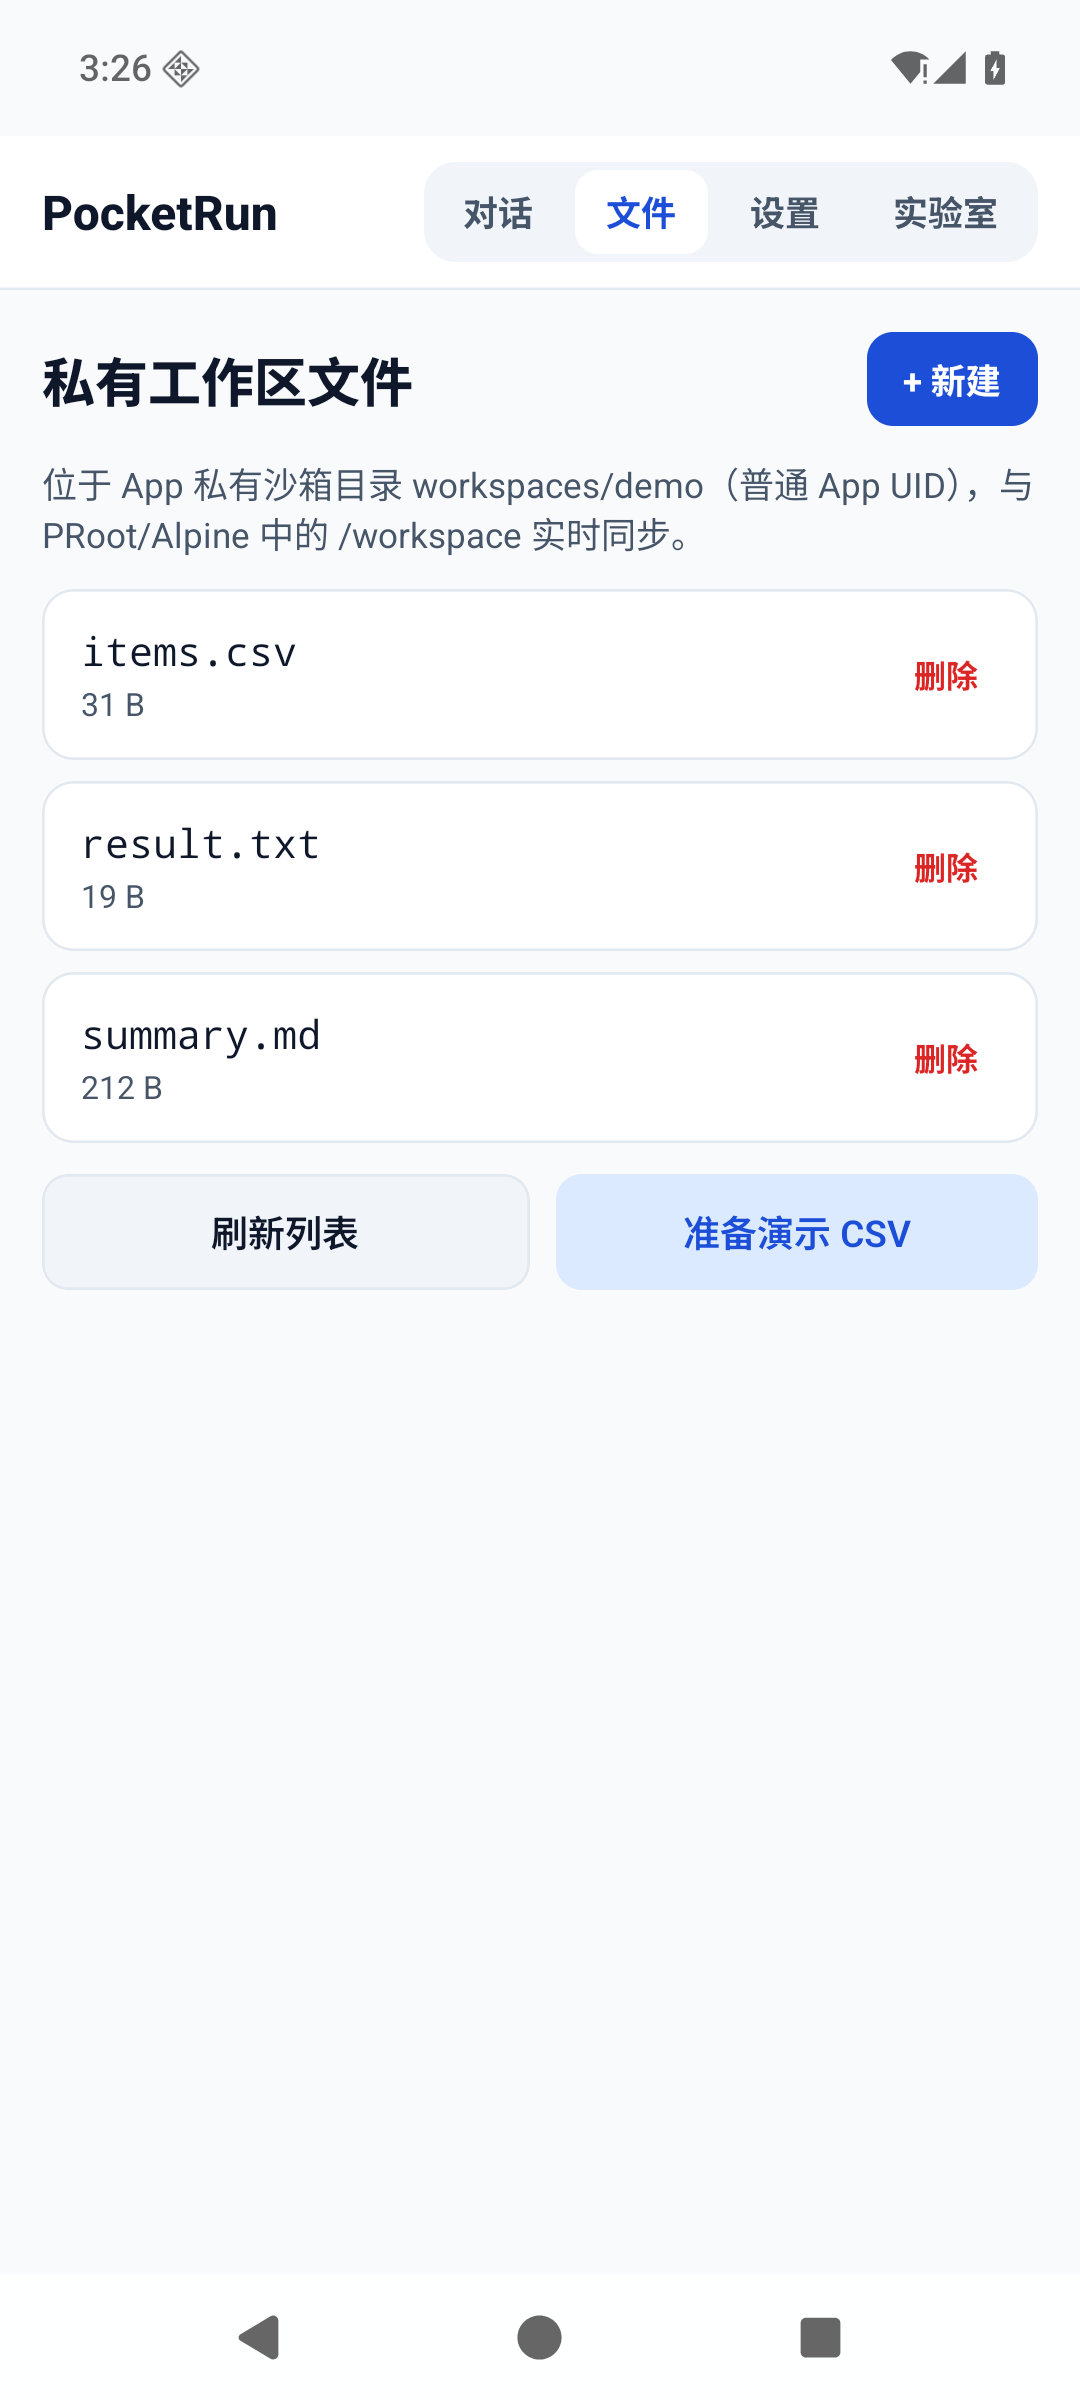 3:26
PocketRun
对话 文件 设置 实验室
私有工作区文件
+ 新建
位于 App 私有沙箱目录 workspaces/demo（普通 App UID），与
PRoot/Alpine 中的 /workspace 实时同步。
items.csv
31 B
删除
result.txt
19 B
删除
summary.md
212 B
删除
刷新列表 准备演示 CSV